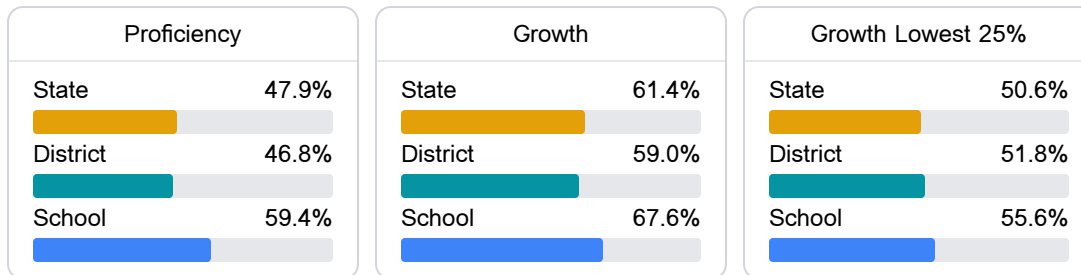 Proficiency
State 47.9%
District 46.8%
School 59.4%
Growth
State 61.4%
District 59.0%
School 67.6%
Growth Lowest 25%
State 50.6%
District 51.8%
School 55.6%